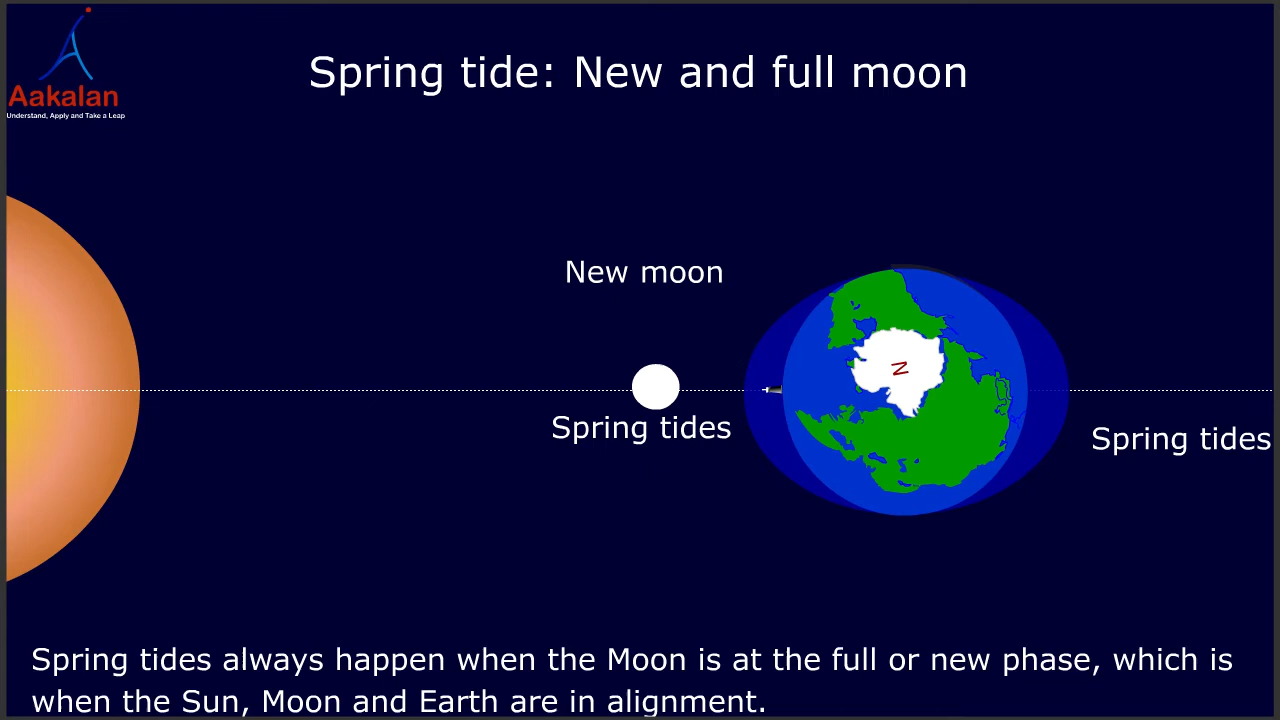 Aakalan
Understand, Apply and Take a Leap
Spring tide: New and full moon
New moon
N
Spring tides
Spring tides
Spring tides always happen when the Moon is at the full or new phase, which is
when the Sun, Moon and Earth are in alignment.